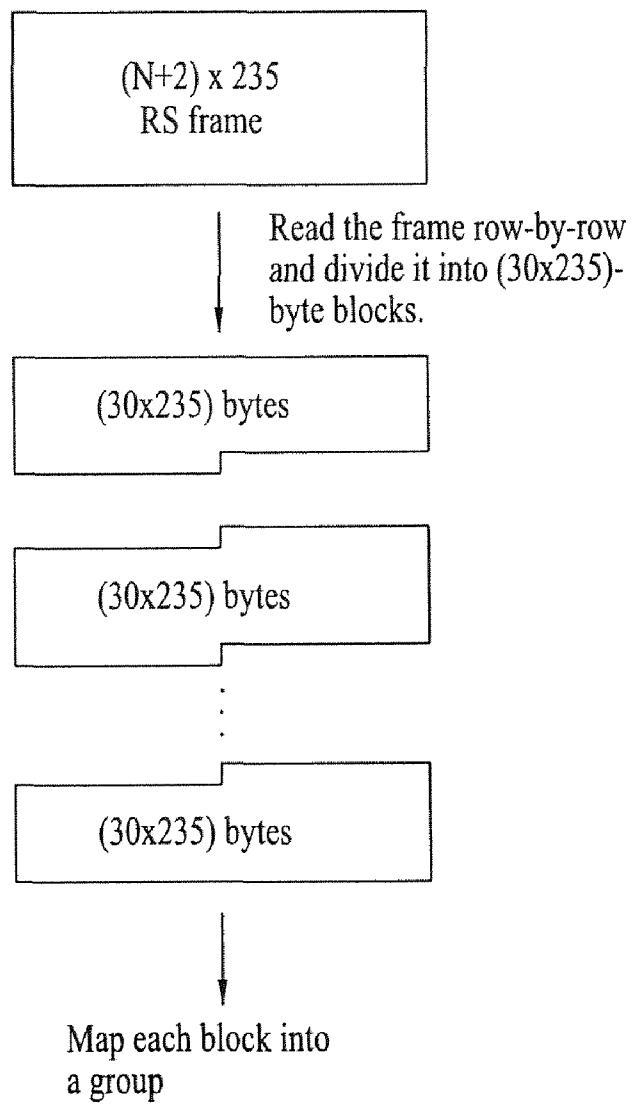 (N+2) x 235
RS frame
Read the frame row-by-row
and divide it into (30x235)-
byte blocks.
(30x235) bytes
(30x235) bytes
(30x235) bytes
Map each block into
a group